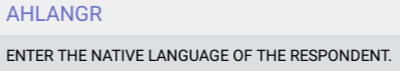 AHLANGR
ENTER THE NATIVE LANGUAGE OF THE RESPONDENT.